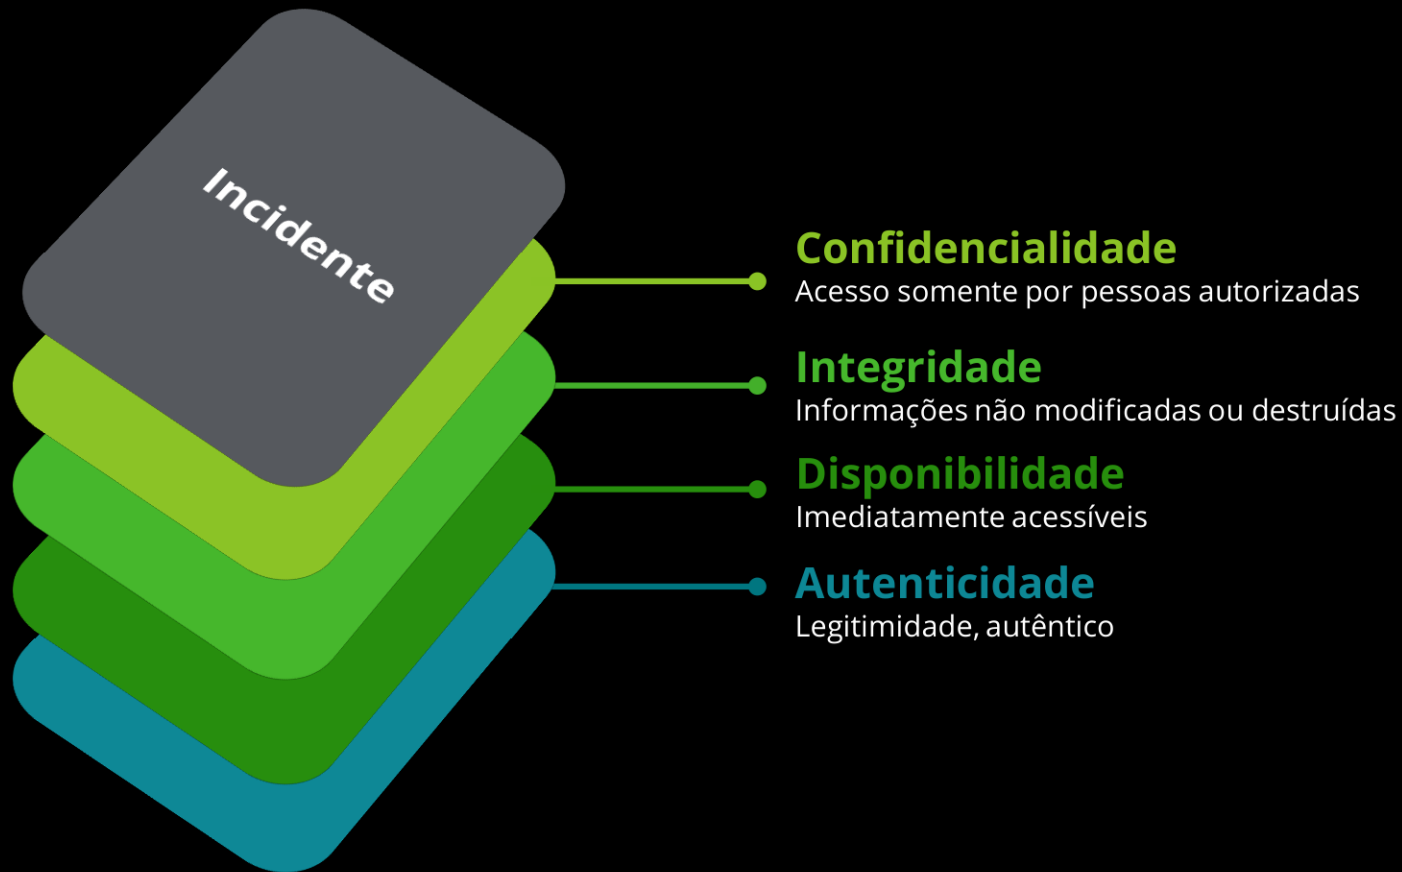 Incidente
Confidencialidade
Acesso somente por pessoas autorizadas
Integridade
Informações não modificadas ou destruídas
Disponibilidade
Imediatamente acessíveis
Autenticidade
Legitimidade, autêntico